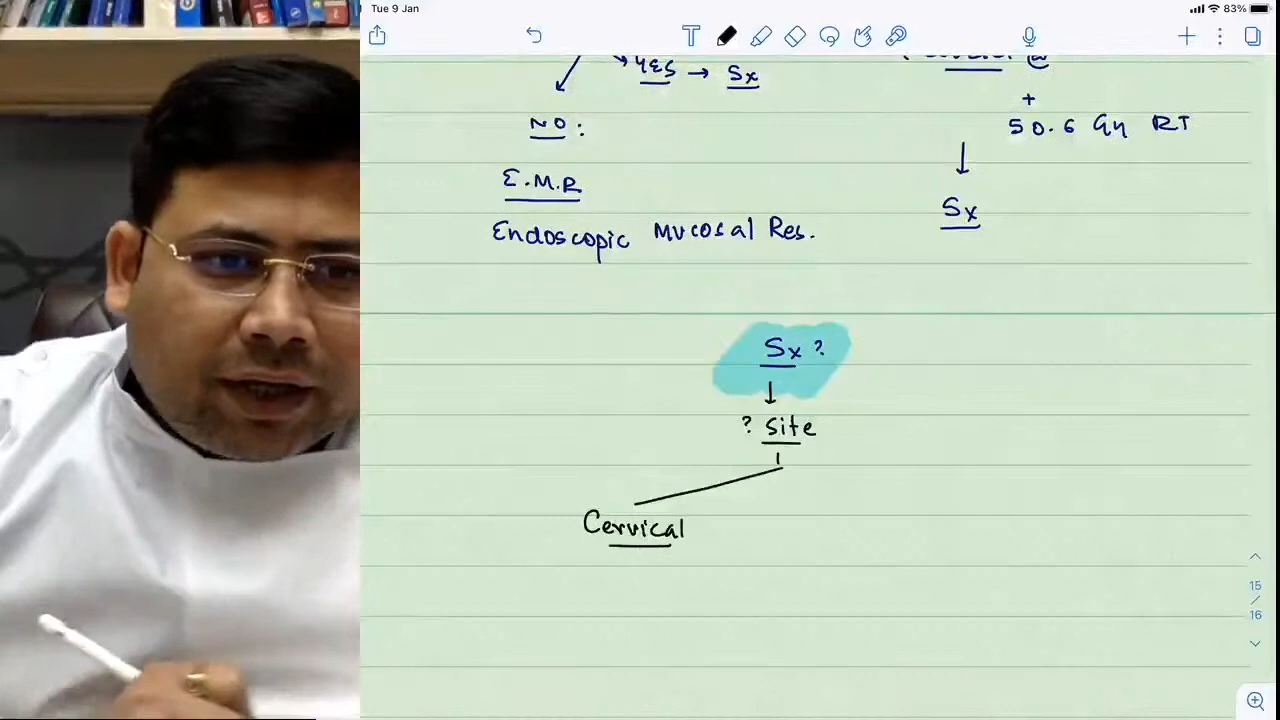 Tue 9 Jan
83%
YES → Sx
NO:
+
50.6 Gy RT
E.M.R
Sx
Endoscopic Mucosal Res.
Sx ?
? Site
Cervical
15
/
16